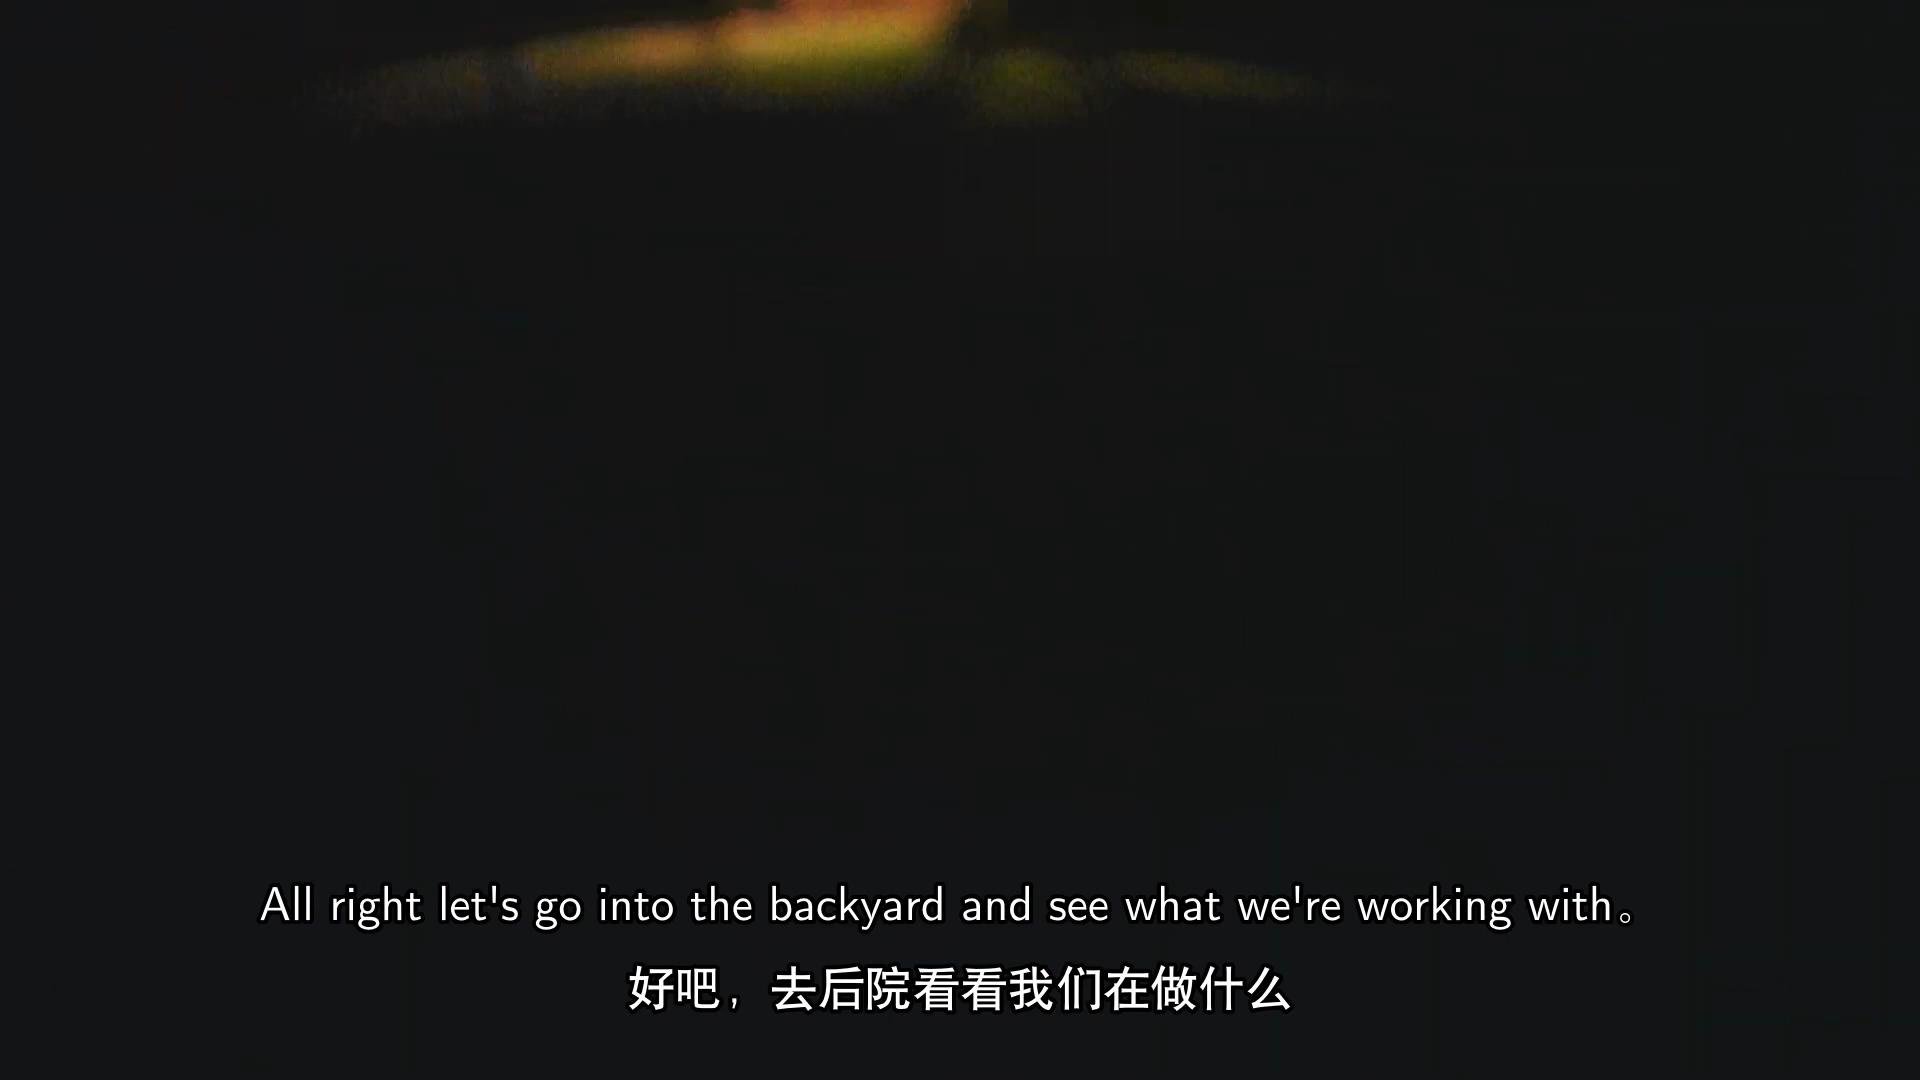 All right let's go into the backyard and see what we're working with。
好吧，去后院看看我们在做什么